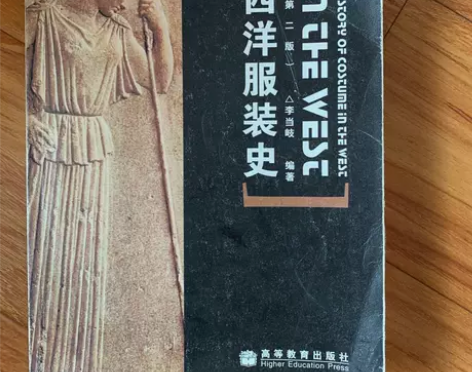 STORY OF COSTUME IN THE WEST
N THE WEST
第二版
△李当岐 编著
西洋服装史
高等教育出版社
Higher Education Press